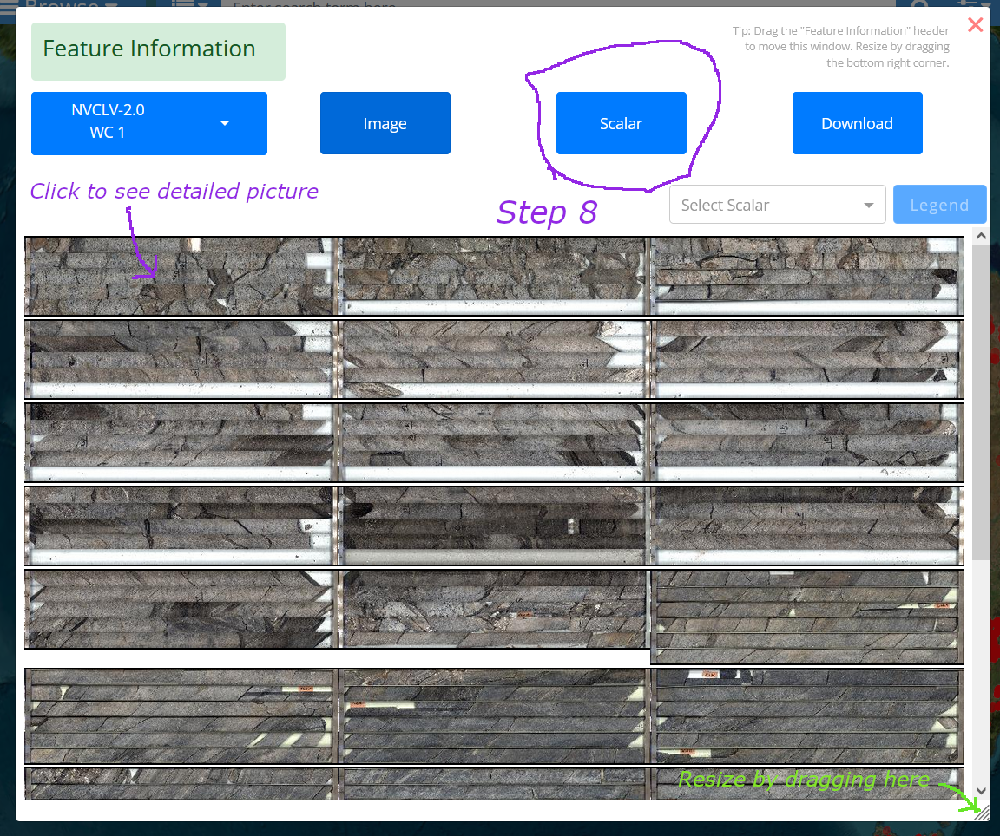 Browse
Enter search term here
Feature Information
Tip: Drag the "Feature Information" header
to move this window. Resize by dragging
the bottom right corner.
NVCLV-2.0
WC 1
Image
Scalar
Download
Click to see detailed picture
Step 8
Select Scalar
Legend
Resize by dragging here